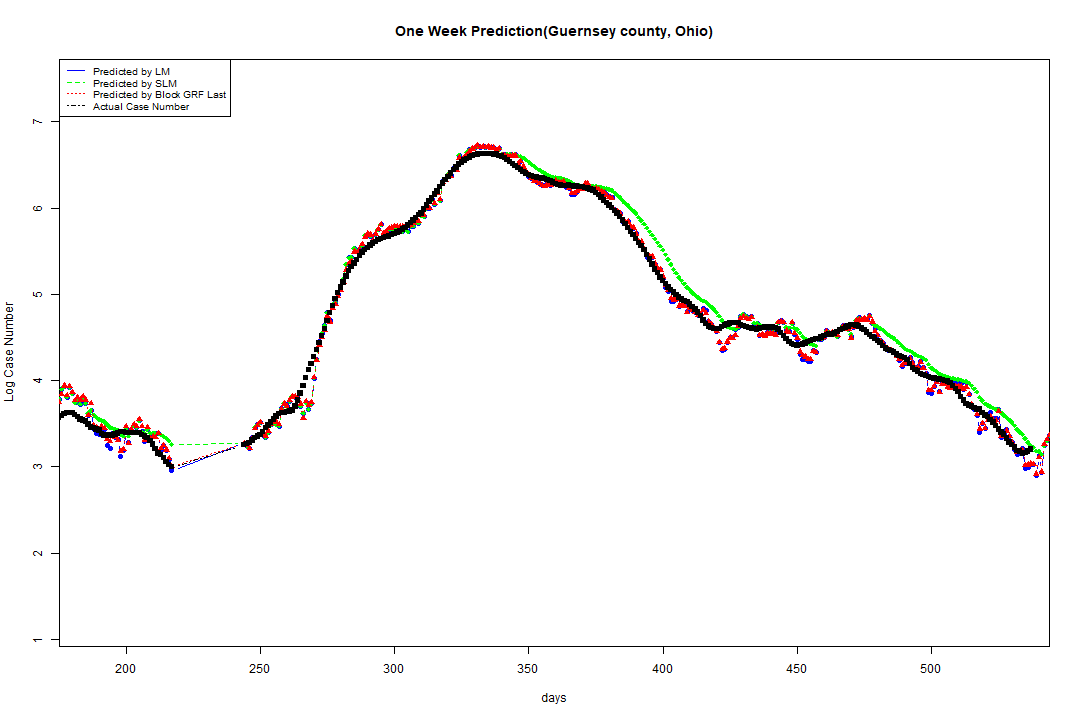 One Week Prediction(Guernsey county, Ohio)
Predicted by LM
Predicted by SLM
Predicted by Block GRF Last
Actual Case Number
7
6
5
4
3
2
1
Log Case Number
200 250 300 350 400 450 500
days